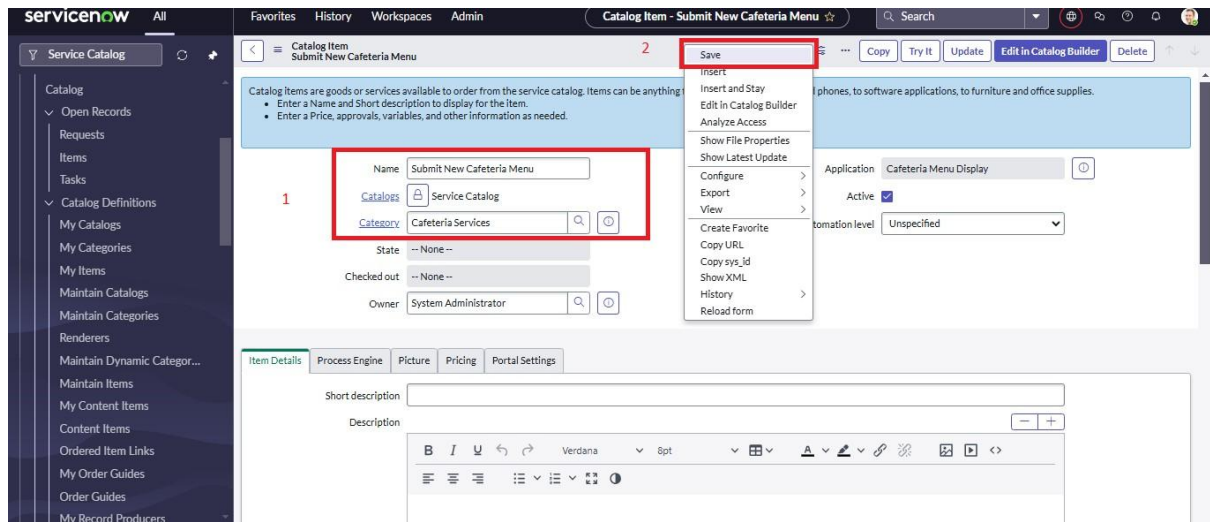 servicenow All Favorites History Workspaces Admin Catalog Item - Submit New Cafeteria Menu ☆ Search
Service Catalog
Catalog Item
Submit New Cafeteria Menu
2
Copy Try It Update Edit in Catalog Builder Delete
Catalog
Open Records
Requests
Items
Tasks
Catalog Definitions
My Catalogs
My Categories
My Items
Maintain Catalogs
Maintain Categories
Renderers
Maintain Dynamic Categor...
Maintain Items
My Content Items
Content Items
Ordered Item Links
My Order Guides
Order Guides
My Record Producers
Catalog items are goods or services available to order from the service catalog. Items can be anything
l phones, to software applications, to furniture and office supplies.
• Enter a Name and Short description to display for the item.
• Enter a Price, approvals, variables, and other information as needed.
1
Name Submit New Cafeteria Menu
Catalogs Service Catalog
Category Cafeteria Services
State -- None --
Checked out -- None --
Owner System Administrator
Save
Insert
Insert and Stay
Edit in Catalog Builder
Analyze Access
Show File Properties
Show Latest Update
Configure
Export
View
Create Favorite
Copy URL
Copy sys_id
Show XML
History
Reload form
Application Cafeteria Menu Display
Active
tomation level Unspecified
Item Details Process Engine Picture Pricing Portal Settings
Short description
Description
B I U Verdana 8pt A